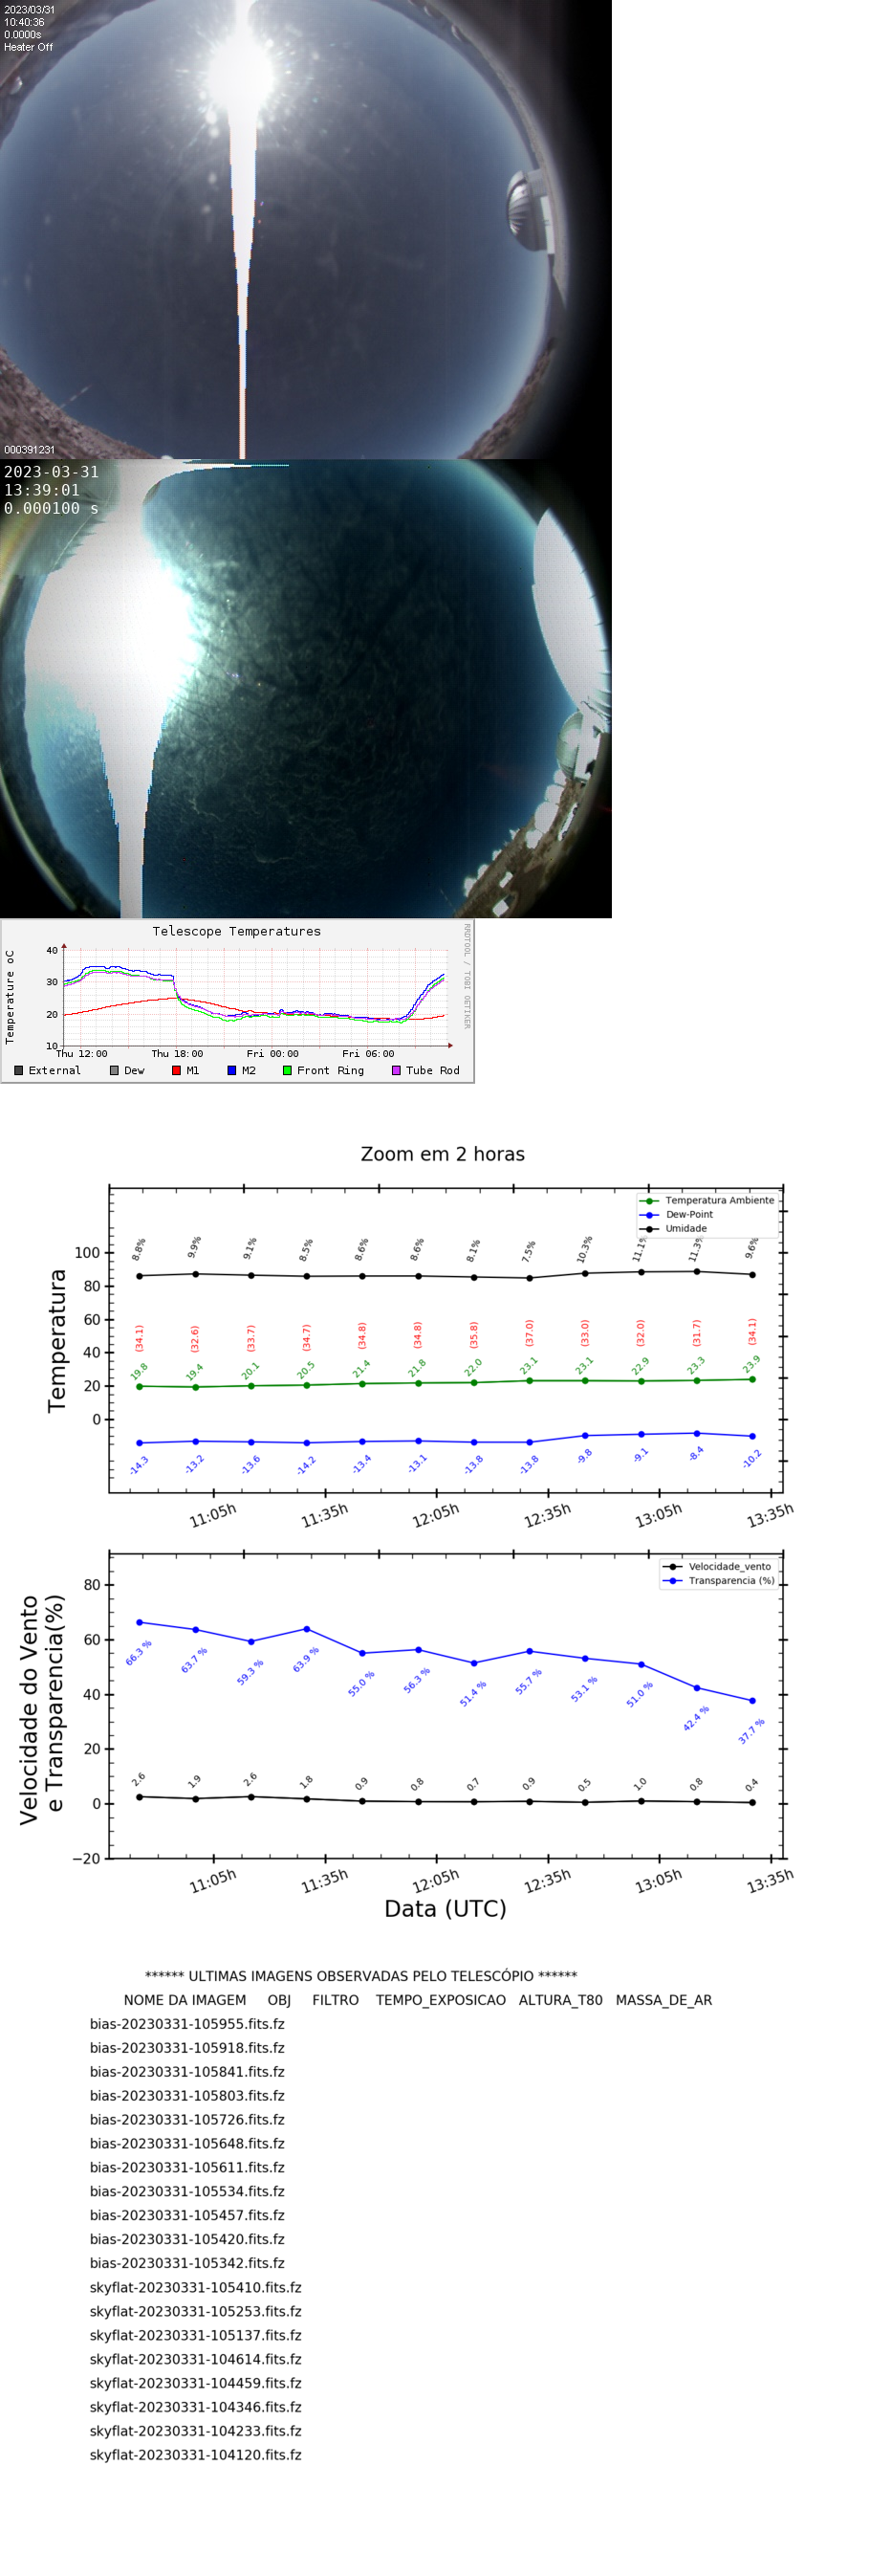 2023/03/31
10:40:36
0.0000s
Heater Off
000391231
2023-03-31
13:39:01
0.000100 s
Telescope Temperatures
RRDTOOL / TOBI OETIKER
Temperature oC
40
30
20
10
Thu 12:00 Thu 18:00 Fri 00:00 Fri 06:00
External Dew M1 M2 Front Ring Tube Rod
Zoom em 2 horas
Temperatura Ambiente
Dew-Point
Umidade
Temperatura
100
80
60
40
20
0
8.8% 9.9% 9.1% 8.5% 8.6% 8.6% 8.1% 7.5% 10.3% 11.1% 11.3% 9.6%
(34.1) (32.6) (33.7) (34.7) (34.8) (34.8) (35.8) (37.0) (33.0) (32.0) (31.7) (34.1)
19.8 19.4 20.1 20.5 21.4 21.8 22.0 23.1 23.1 22.9 23.3 23.9
-14.3 -13.2 -13.6 -14.2 -13.4 -13.1 -13.8 -13.8 -9.8 -9.1 -8.4 -10.2
11:05h 11:35h 12:05h 12:35h 13:05h 13:35h
Velocidade_vento
Transparencia (%)
Velocidade do Vento
e Transparencia(%)
80
60
40
20
0
−20
66.3 % 63.7 % 59.3 % 63.9 % 55.0 % 56.3 % 51.4 % 55.7 % 53.1 % 51.0 % 42.4 % 37.7 %
2.6 1.9 2.6 1.8 0.9 0.8 0.7 0.9 0.5 1.0 0.8 0.4
11:05h 11:35h 12:05h 12:35h 13:05h 13:35h
Data (UTC)
****** ULTIMAS IMAGENS OBSERVADAS PELO TELESCÓPIO ******
NOME DA IMAGEM OBJ FILTRO TEMPO_EXPOSICAO ALTURA_T80 MASSA_DE_AR
bias-20230331-105955.fits.fz
bias-20230331-105918.fits.fz
bias-20230331-105841.fits.fz
bias-20230331-105803.fits.fz
bias-20230331-105726.fits.fz
bias-20230331-105648.fits.fz
bias-20230331-105611.fits.fz
bias-20230331-105534.fits.fz
bias-20230331-105457.fits.fz
bias-20230331-105420.fits.fz
bias-20230331-105342.fits.fz
skyflat-20230331-105410.fits.fz
skyflat-20230331-105253.fits.fz
skyflat-20230331-105137.fits.fz
skyflat-20230331-104614.fits.fz
skyflat-20230331-104459.fits.fz
skyflat-20230331-104346.fits.fz
skyflat-20230331-104233.fits.fz
skyflat-20230331-104120.fits.fz